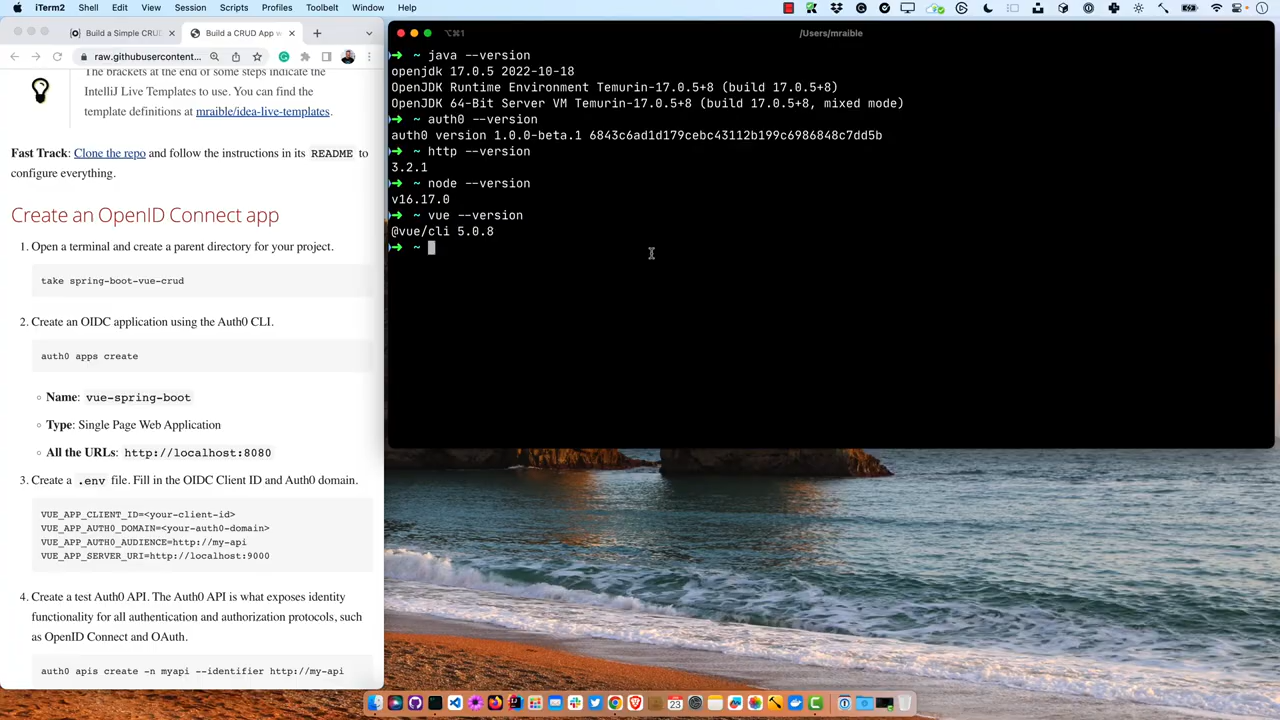 iTerm2 Shell Edit View Session Scripts Profiles Toolbelt Window Help
Build a Simple CRUD
Build a CRUD App w
⌥⌘1
/Users/mraible
raw.githubusercontent...
The brackets at the end of some steps indicate the
IntelliJ Live Templates to use. You can find the
template definitions at mraible/idea-live-templates.
Fast Track: Clone the repo and follow the instructions in its README to
configure everything.
Create an OpenID Connect app
1. Open a terminal and create a parent directory for your project.
take spring-boot-vue-crud
2. Create an OIDC application using the Auth0 CLI.
auth0 apps create
Name: vue-spring-boot
Type: Single Page Web Application
All the URLs: http://localhost:8080
3. Create a .env file. Fill in the OIDC Client ID and Auth0 domain.
VUE_APP_CLIENT_ID=<your-client-id>
VUE_APP_AUTH0_DOMAIN=<your-auth0-domain>
VUE_APP_AUTH0_AUDIENCE=http://my-api
VUE_APP_SERVER_URI=http://localhost:9000
4. Create a test Auth0 API. The Auth0 API is what exposes identity
functionality for all authentication and authorization protocols, such
as OpenID Connect and OAuth.
auth0 apis create -n myapi --identifier http://my-api
➜ ~ java --version
openjdk 17.0.5 2022-10-18
OpenJDK Runtime Environment Temurin-17.0.5+8 (build 17.0.5+8)
OpenJDK 64-Bit Server VM Temurin-17.0.5+8 (build 17.0.5+8, mixed mode)
➜ ~ auth0 --version
auth0 version 1.0.0-beta.1 6843c6ad1d179cebc43112b199c6986848c7dd5b
➜ ~ http --version
3.2.1
➜ ~ node --version
v16.17.0
➜ ~ vue --version
@vue/cli 5.0.8
➜ ~
23